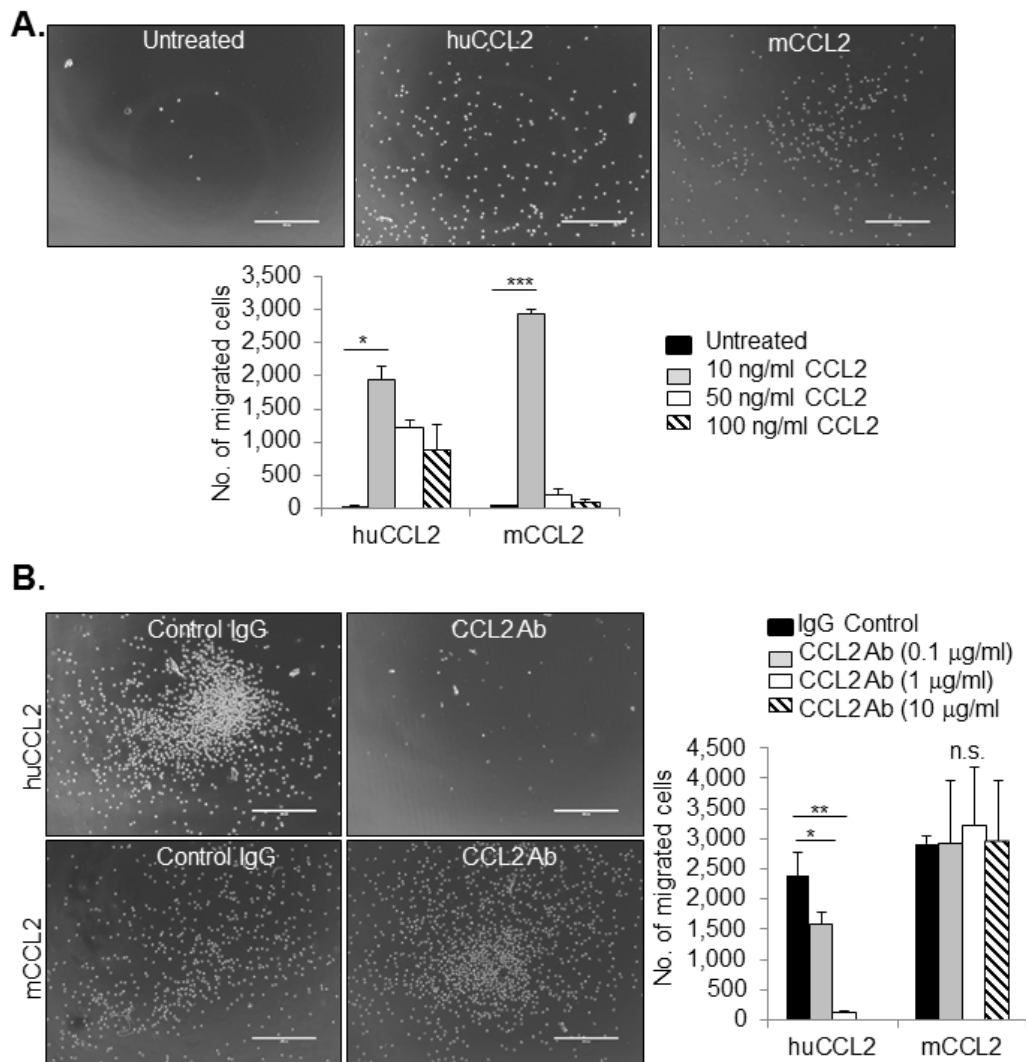 A.
Untreated
huCCL2
mCCL2
No. of migrated cells
3,500
3,000
2,500
2,000
1,500
1,000
500
0
*
***
huCCL2
mCCL2
Untreated
10 ng/ml CCL2
50 ng/ml CCL2
100 ng/ml CCL2
B.
huCCL2
Control IgG
CCL2 Ab
mCCL2
Control IgG
CCL2 Ab
IgG Control
CCL2 Ab (0.1 μg/ml)
CCL2 Ab (1 μg/ml)
CCL2 Ab (10 μg/ml
No. of migrated cells
4,500
4,000
3,500
3,000
2,500
2,000
1,500
1,000
500
0
**
*
n.s.
huCCL2
mCCL2